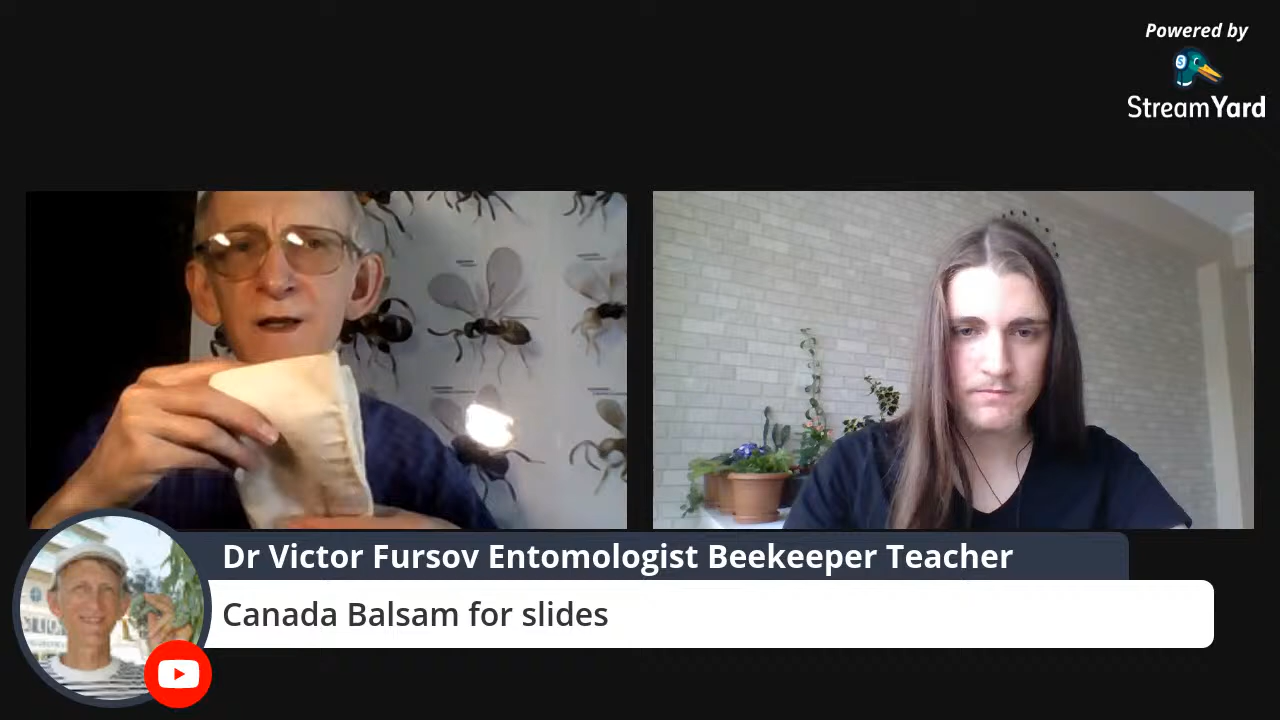 Powered by
StreamYard
Dr Victor Fursov Entomologist Beekeeper Teacher
Canada Balsam for slides